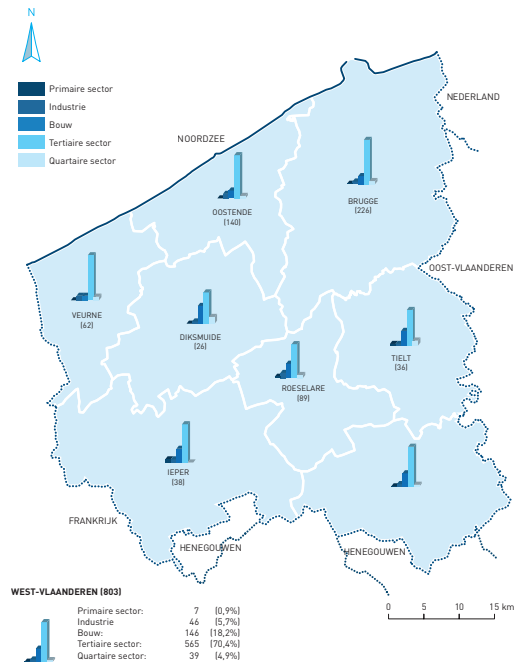 N
Primaire sector
Industrie
Bouw
Tertiaire sector
Quartaire sector
NEDERLAND
NOORDZEE
BRUGGE
(226)
OOSTENDE
(140)
OOST-VLAANDEREN
VEURNE
(62)
DIKSMUIDE
(26)
TIELT
(36)
ROESELARE
(89)
IEPER
(38)
FRANKRIJK
HENEGOUWEN
HENEGOUWEN
WEST-VLAANDEREN (803)
Primaire sector: 7 (0,9%)
Industrie 46 (5,7%)
Bouw: 146 (18,2%)
Tertiaire sector: 565 (70,4%)
Quartaire sector: 39 (4,9%)
0 5 10 15 km